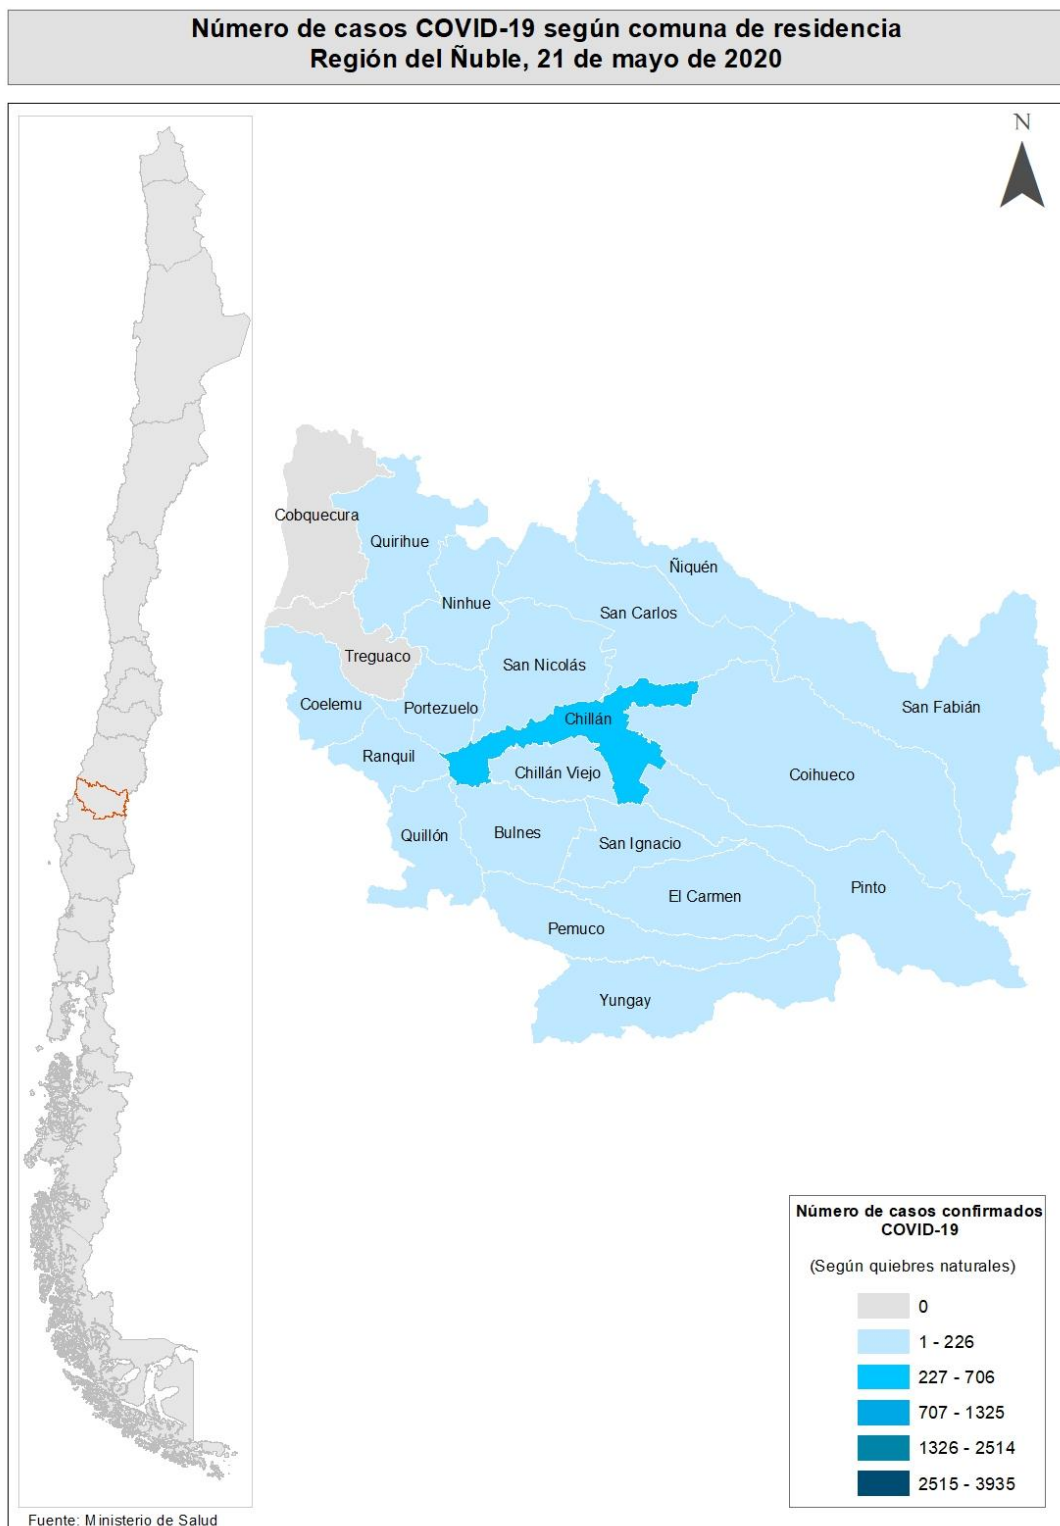 Número de casos COVID-19 según comuna de residencia
Región del Ñuble, 21 de mayo de 2020
N
Cobquecura
Quirihue
Ñiquén
Ninhue
San Carlos
Treguaco
San Nicolás
Coelemu
Portezuelo
Chillán
San Fabián
Ranquil
Chillán Viejo
Coihueco
Quillón
Bulnes
San Ignacio
Pinto
El Carmen
Pemuco
Yungay
Número de casos confirmados
COVID-19
(Según quiebres naturales)
0
1 - 226
227 - 706
707 - 1325
1326 - 2514
2515 - 3935
Fuente: Ministerio de Salud